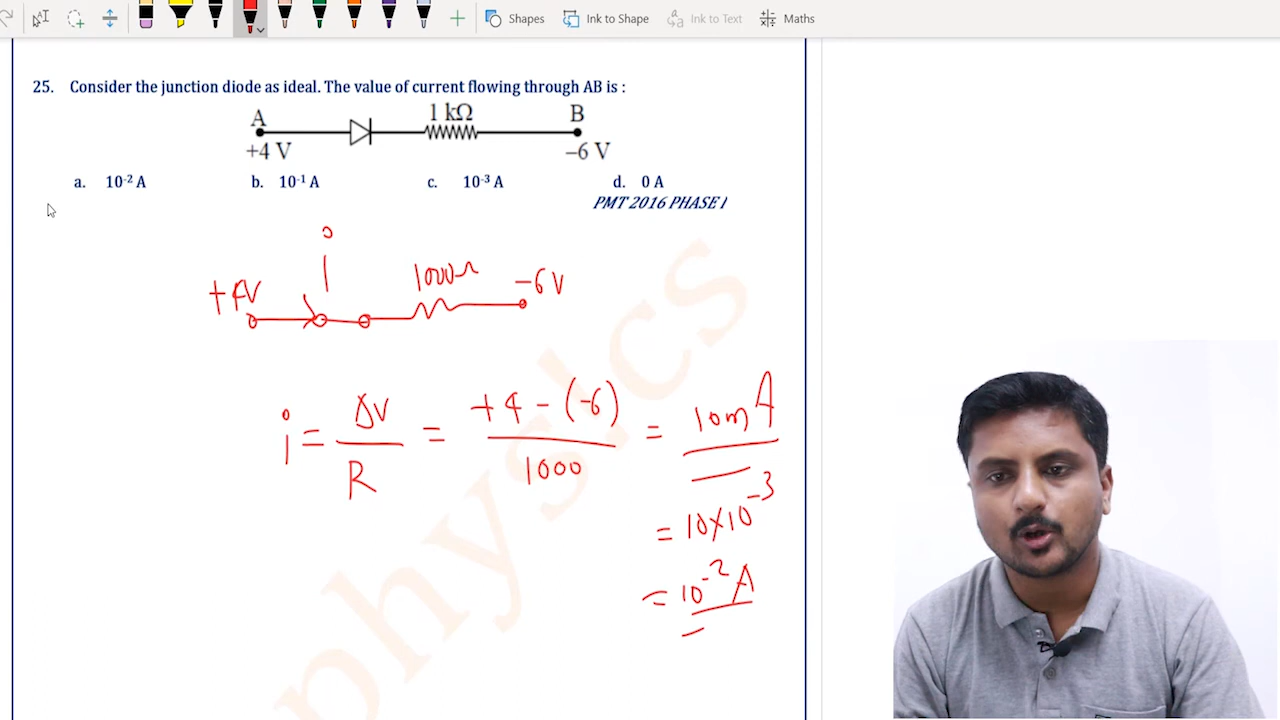 Shapes Ink to Shape Ink to Text Maths
25. Consider the junction diode as ideal. The value of current flowing through AB is :
A 1 kΩ B
+4 V –6 V
a. 10⁻² A b. 10⁻¹ A c. 10⁻³ A d. 0 A
PMT 2016 PHASE I
i
+4V 1000Ω -6V
i = ΔV/R = +4-(-6)/1000 = 10mA
= 10×10⁻³
= 10⁻² A
physics